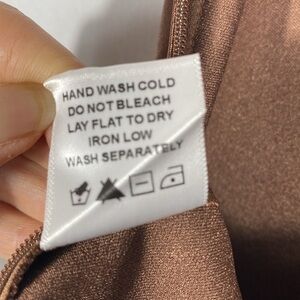 HAND WASH COLD
DO NOT BLEACH
LAY FLAT TO DRY
IRON LOW
WASH SEPARATELY